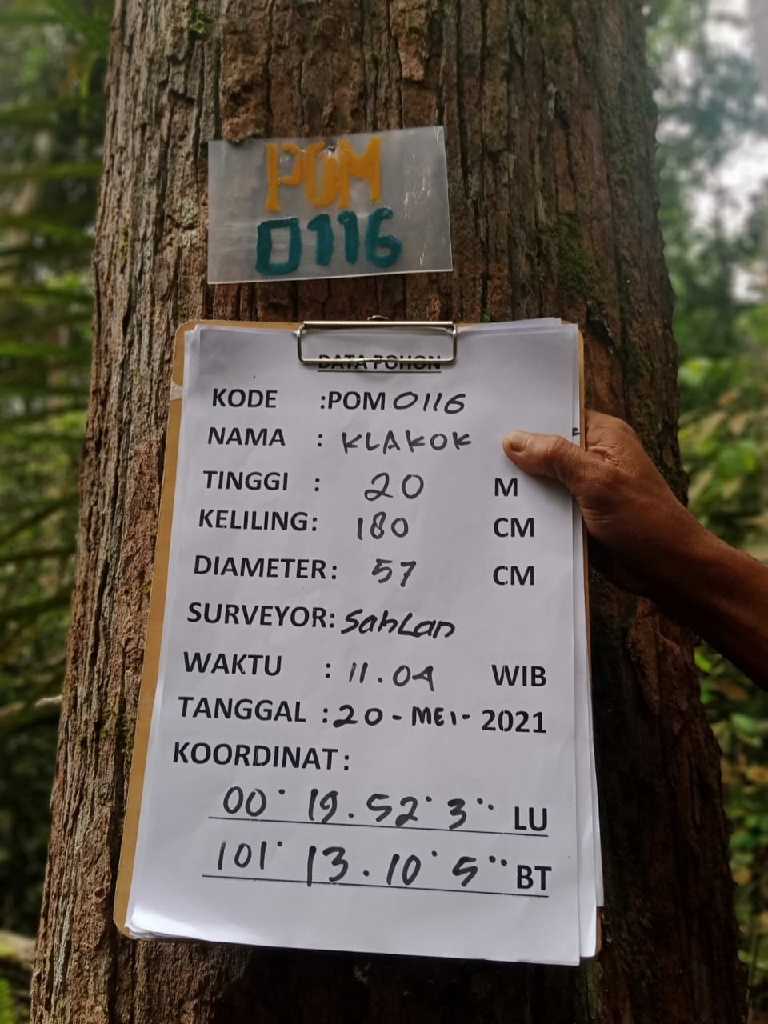 POM
0116
DATA POHON
KODE :POM 0116
NAMA : KLAKOK
TINGGI : 20 M
KELILING: 180 CM
DIAMETER: 57 CM
SURVEYOR: Sahlan
WAKTU : 11.04 WIB
TANGGAL :20-MEI-2021
KOORDINAT:
00° 19.52' 3'' LU
101° 13.10' 5'' BT